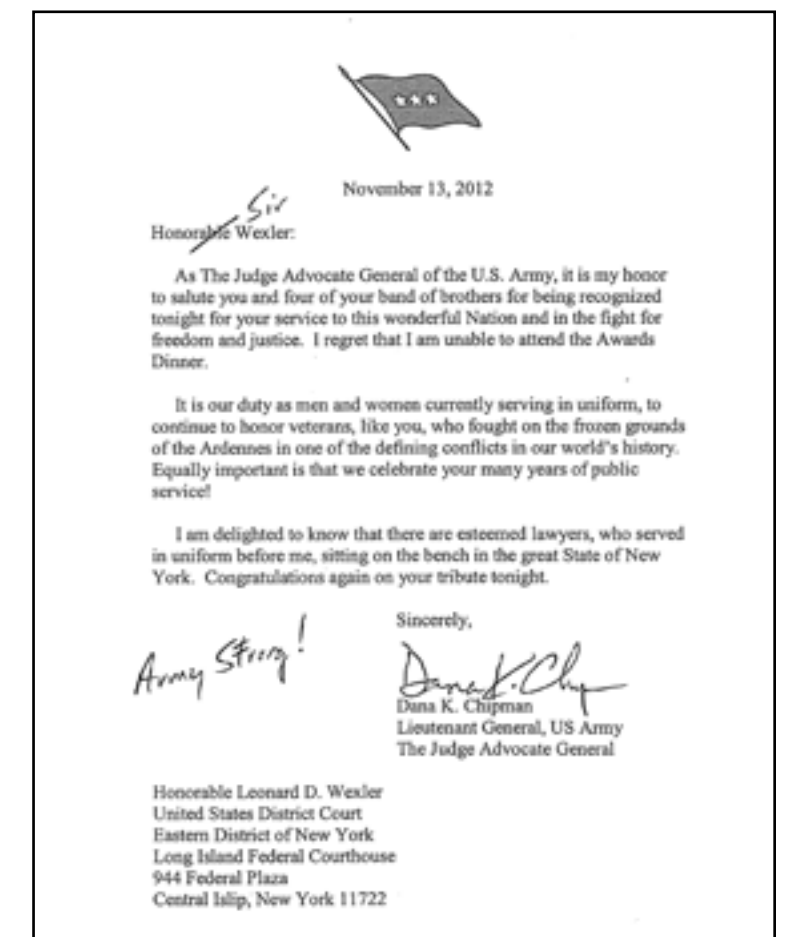 November 13, 2012
Sir
Honorable Wexler:
As The Judge Advocate General of the U.S. Army, it is my honor
to salute you and four of your band of brothers for being recognized
tonight for your service to this wonderful Nation and in the fight for
freedom and justice. I regret that I am unable to attend the Awards
Dinner.
It is our duty as men and women currently serving in uniform, to
continue to honor veterans, like you, who fought on the frozen grounds
of the Ardennes in one of the defining conflicts in our world's history.
Equally important is that we celebrate your many years of public
service!
I am delighted to know that there are esteemed lawyers, who served
in uniform before me, sitting on the bench in the great State of New
York. Congratulations again on your tribute tonight.
Sincerely,
Army Strong!
Dana K. Chipman
Dana K. Chipman
Lieutenant General, US Army
The Judge Advocate General
Honorable Leonard D. Wexler
United States District Court
Eastern District of New York
Long Island Federal Courthouse
944 Federal Plaza
Central Islip, New York 11722